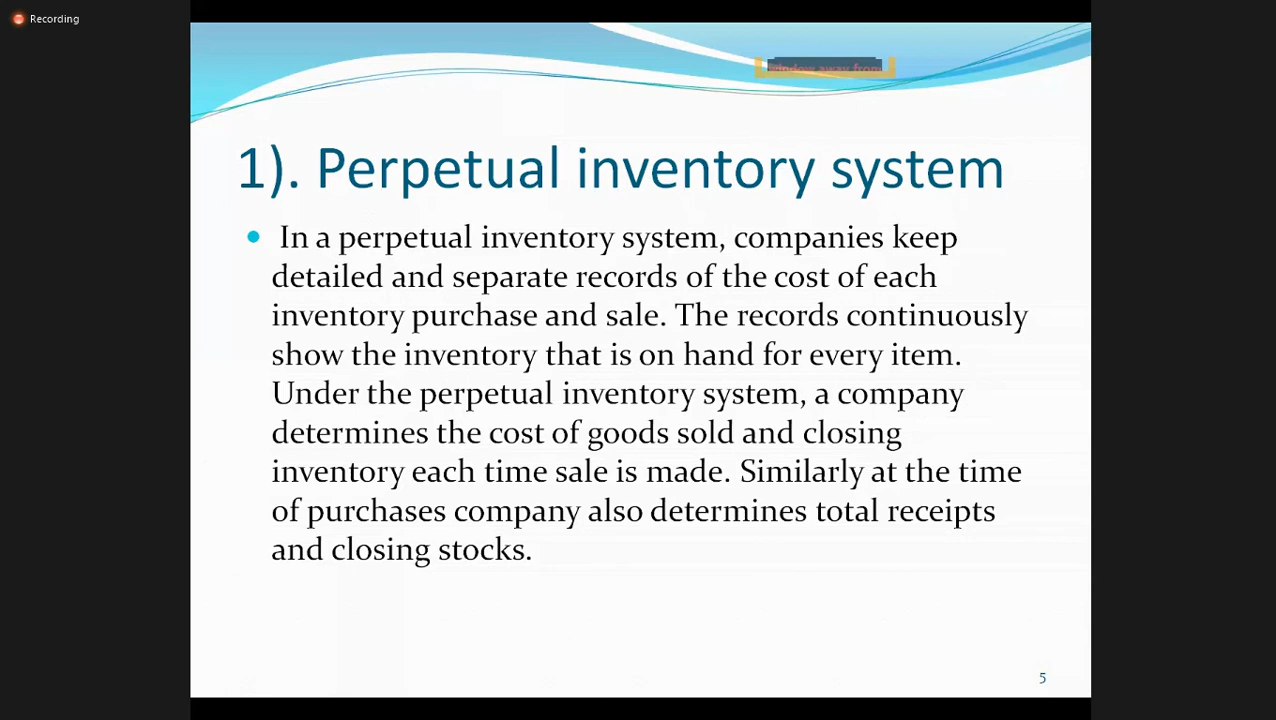 Recording
window away from
1). Perpetual inventory system
• In a perpetual inventory system, companies keep
detailed and separate records of the cost of each
inventory purchase and sale. The records continuously
show the inventory that is on hand for every item.
Under the perpetual inventory system, a company
determines the cost of goods sold and closing
inventory each time sale is made. Similarly at the time
of purchases company also determines total receipts
and closing stocks.
5